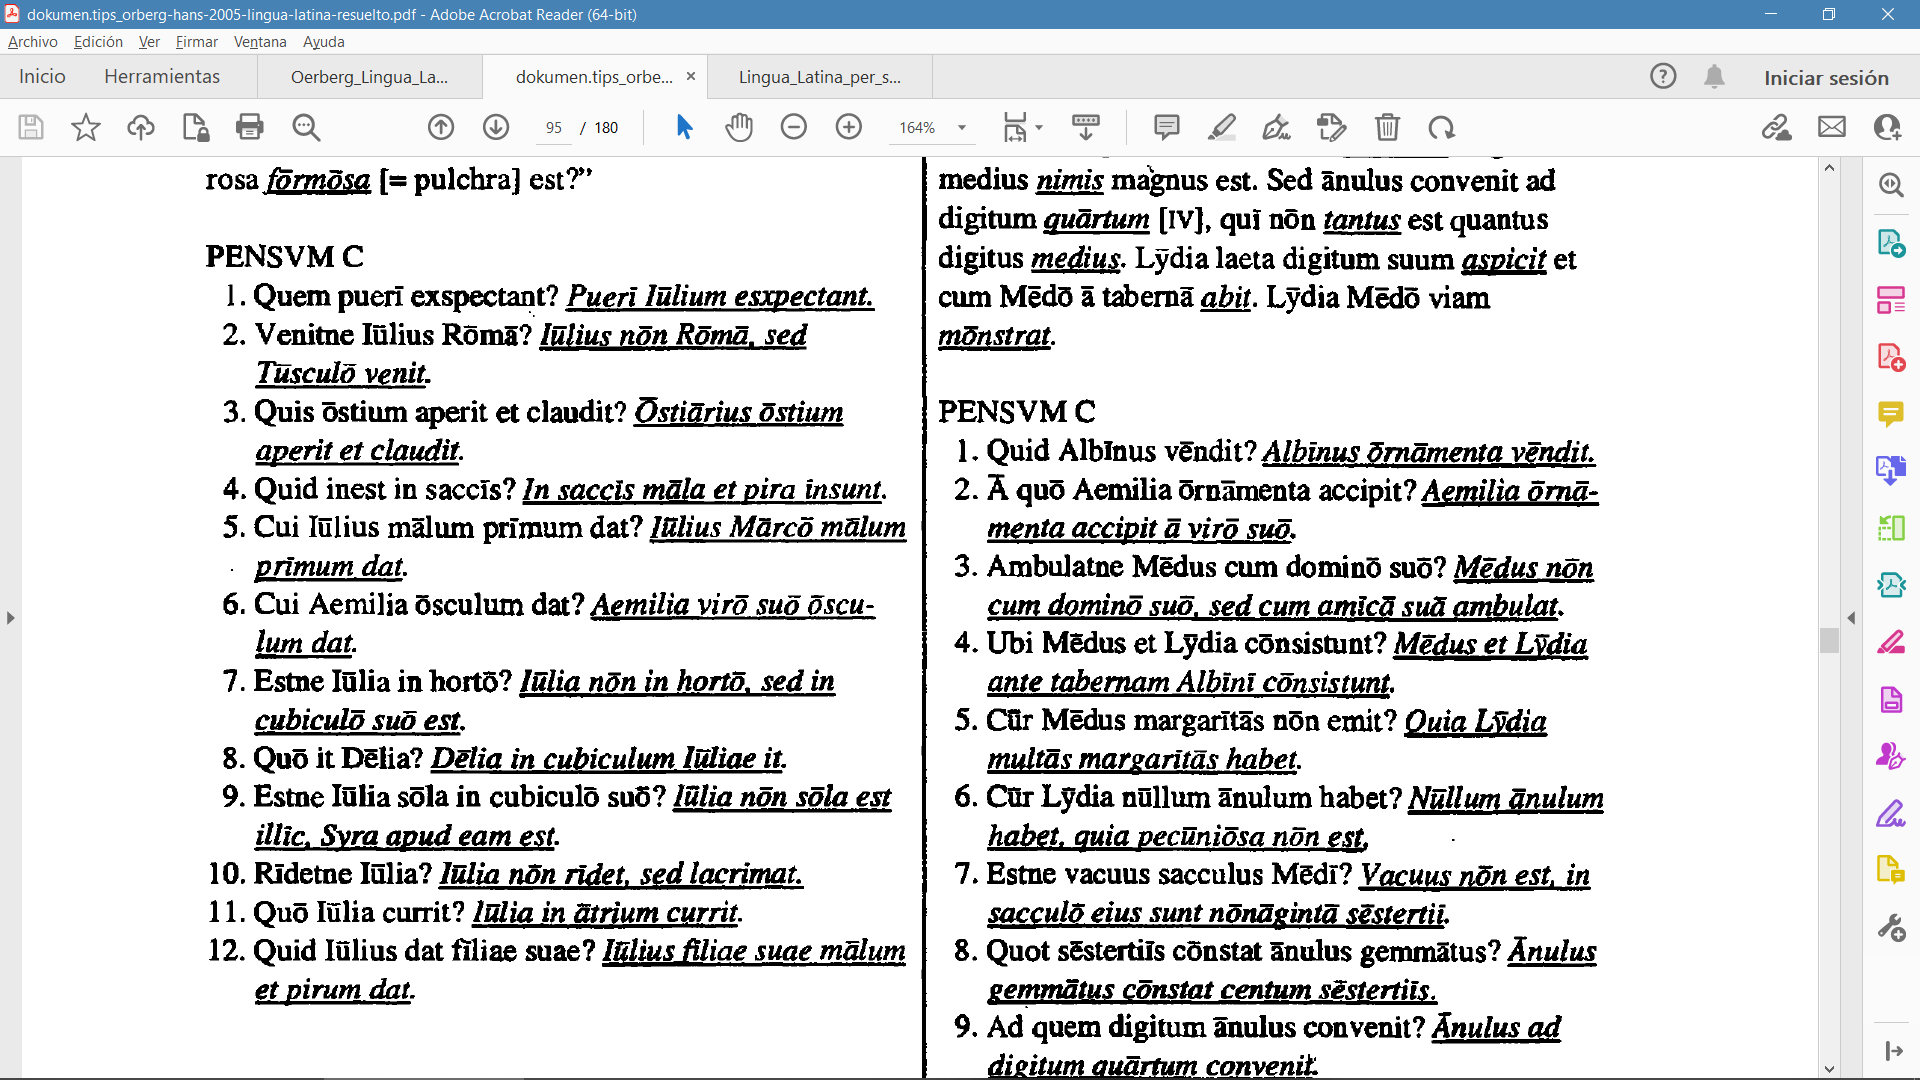 dokumen.tips_orberg-hans-2005-lingua-latina-resuelto.pdf - Adobe Acrobat Reader (64-bit)
Archivo Edición Ver Firmar Ventana Ayuda
Inicio Herramientas Oerberg_Lingua_La... dokumen.tips_orbe... × Lingua_Latina_per_s... Iniciar sesión
95 / 180 164%
rosa fōrmōsa [= pulchra] est?”
PENSVM C
1. Quem puerī exspectant? Puerī Iūlium esxpectant.
2. Venitne Iūlius Rōmā? Iūlius nōn Rōmā, sed
Tūsculō venit.
3. Quis ōstium aperit et claudit? Ōstiārius ōstium
aperit et claudit.
4. Quid inest in saccīs? In saccīs māla et pira insunt.
5. Cui Iūlius mālum prīmum dat? Iūlius Mārcō mālum
prīmum dat.
6. Cui Aemilia ōsculum dat? Aemilia virō suō ōscu-
lum dat.
7. Estne Iūlia in hortō? Iūlia nōn in hortō, sed in
cubiculō suō est.
8. Quō it Dēlia? Dēlia in cubiculum Iūliae it.
9. Estne Iūlia sōla in cubiculō suō? Iūlia nōn sōla est
illīc, Syra apud eam est.
10. Rīdetne Iūlia? Iūlia nōn rīdet, sed lacrimat.
11. Quō Iūlia currit? Iūlia in ātrium currit.
12. Quid Iūlius dat fīliae suae? Iūlius fīliae suae mālum
et pirum dat.
medius nimis magnus est. Sed ānulus convenit ad
digitum quārtum [IV], quī nōn tantus est quantus
digitus medius. Lȳdia laeta digitum suum aspicit et
cum Mēdō ā tabernā abit. Lȳdia Mēdō viam
mōnstrat.
PENSVM C
1. Quid Albīnus vēndit? Albīnus ōrnāmenta vēndit.
2. Ā quō Aemilia ōrnāmenta accipit? Aemilia ōrnā-
menta accipit ā virō suō.
3. Ambulatne Mēdus cum dominō suō? Mēdus nōn
cum dominō suō, sed cum amīcā suā ambulat.
4. Ubi Mēdus et Lȳdia cōnsistunt? Mēdus et Lȳdia
ante tabernam Albīnī cōnsistunt.
5. Cūr Mēdus margarītās nōn emit? Quia Lȳdia
multās margarītās habet.
6. Cūr Lȳdia nūllum ānulum habet? Nūllum ānulum
habet, quia pecūniōsa nōn est.
7. Estne vacuus sacculus Mēdī? Vacuus nōn est, in
sacculō eius sunt nōnāgintā sēstertiī.
8. Quot sēstertiīs cōnstat ānulus gemmātus? Ānulus
gemmātus cōnstat centum sēstertiīs.
9. Ad quem digitum ānulus convenit? Ānulus ad
digitum quārtum convenit.